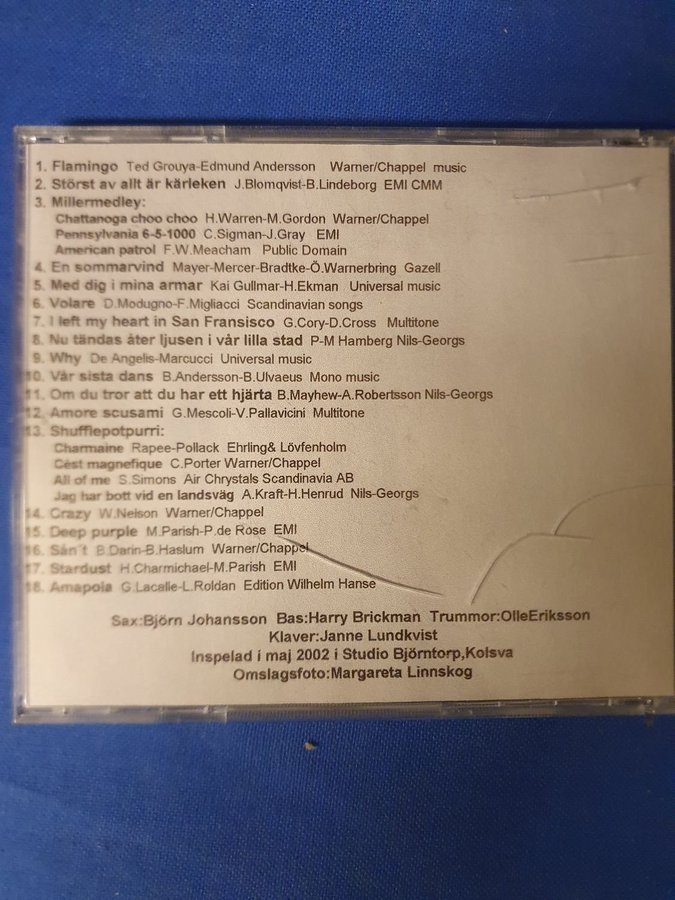 1. Flamingo Ted Grouya-Edmund Andersson Warner/Chappel music
2. Störst av allt är kärleken J.Blomqvist-B.Lindeborg EMI CMM
3. Millermedley:
Chattanoga choo choo H.Warren-M.Gordon Warner/Chappel
Pennsylvania 6-5-1000 C.Sigman-J.Gray EMI
American patrol F.W.Meacham Public Domain
4. En sommarvind Mayer-Mercer-Bradtke-Ö.Warnerbring Gazell
5. Med dig i mina armar Kai Gullmar-H.Ekman Universal music
6. Volare D.Modugno-F.Migliacci Scandinavian songs
7. I left my heart in San Fransisco G.Cory-D.Cross Multitone
8. Nu tändas åter ljusen i vår lilla stad P-M Hamberg Nils-Georgs
9. Why De Angelis-Marcucci Universal music
10. Vår sista dans B.Andersson-B.Ulvaeus Mono music
11. Om du tror att du har ett hjärta B.Mayhew-A.Robertsson Nils-Georgs
12. Amore scusami G.Mescoli-V.Pallavicini Multitone
13. Shufflepotpurri:
Charmaine Rapee-Pollack Ehrling& Lövfenholm
Cést magnefique C.Porter Warner/Chappel
All of me S.Simons Air Chrystals Scandinavia AB
Jag har bott vid en landsväg A.Kraft-H.Henrud Nils-Georgs
14. Crazy W.Nelson Warner/Chappel
15. Deep purple M.Parish-P.de Rose EMI
16. Sån´t B.Darin-B.Haslum Warner/Chappel
17. Stardust H.Charmichael-M.Parish EMI
18. Amapola G.Lacalle-L.Roldan Edition Wilhelm Hanse
Sax:Björn Johansson Bas:Harry Brickman Trummor:OlleEriksson
Klaver:Janne Lundkvist
Inspelad i maj 2002 i Studio Björntorp,Kolsva
Omslagsfoto:Margareta Linnskog